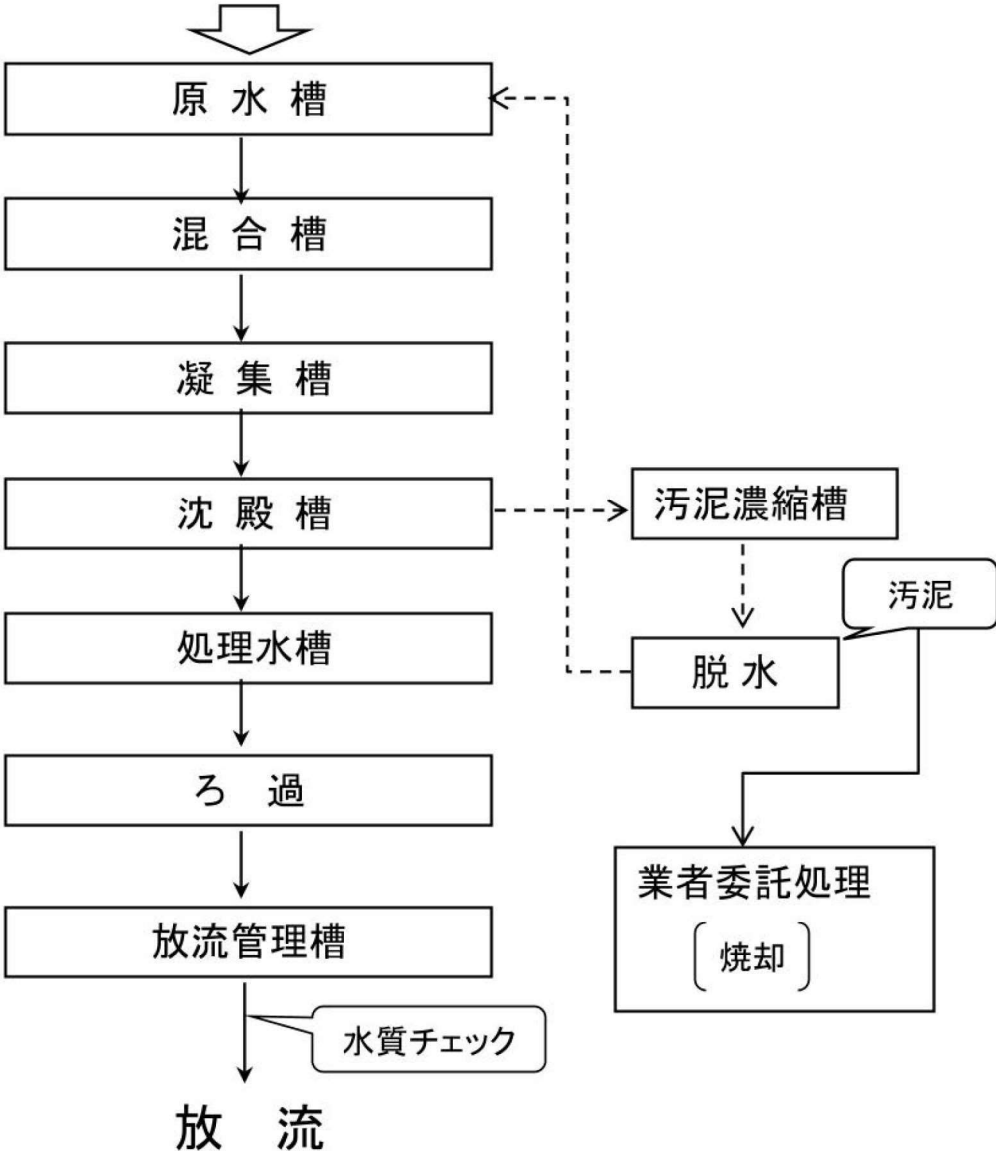 原水槽
混合槽
凝集槽
沈殿槽
処理水槽
ろ過
放流管理槽
水質チェック
放流
汚泥濃縮槽
脱水
汚泥
業者委託処理
〔焼却〕